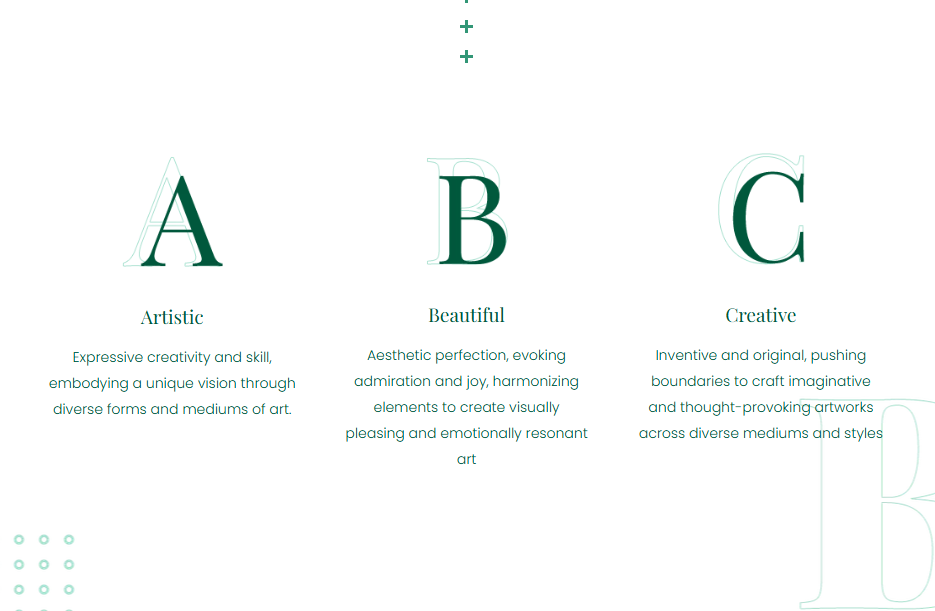 A
B
C
Artistic
Beautiful
Creative
Expressive creativity and skill,
embodying a unique vision through
diverse forms and mediums of art.
Aesthetic perfection, evoking
admiration and joy, harmonizing
elements to create visually
pleasing and emotionally resonant
art
Inventive and original, pushing
boundaries to craft imaginative
and thought-provoking artworks
across diverse mediums and styles
B